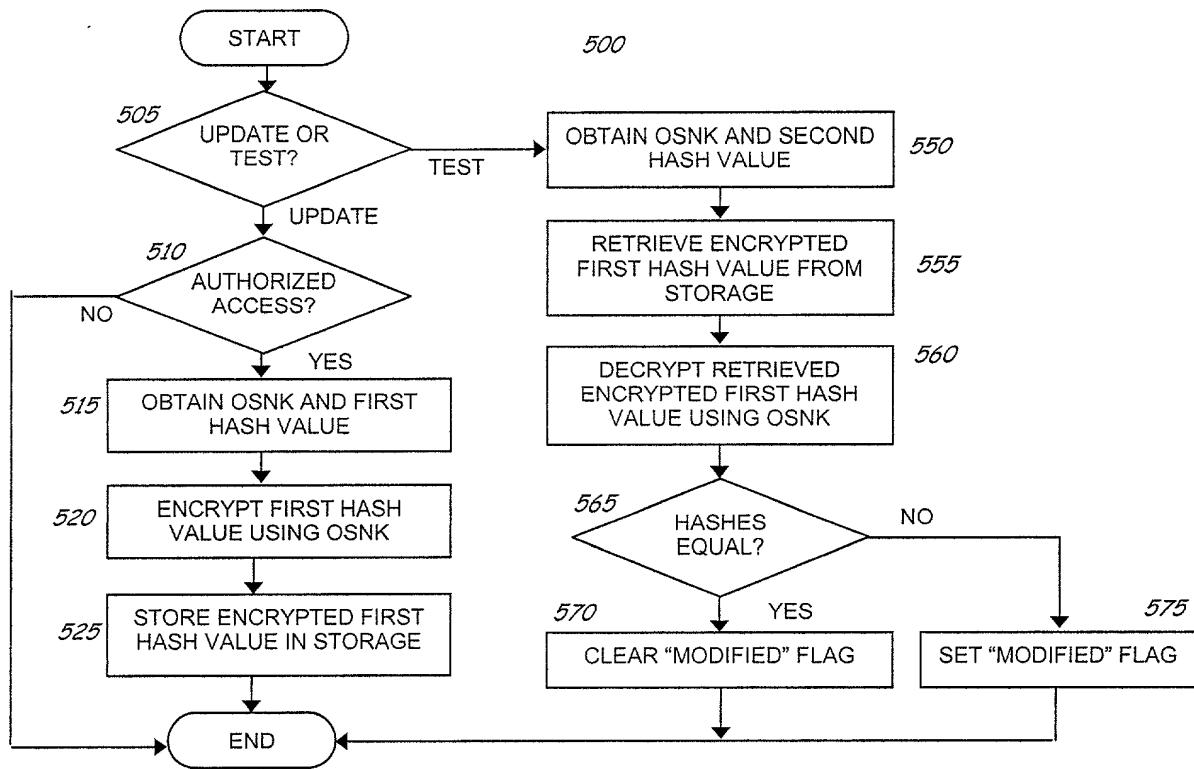 START
500
505
UPDATE OR
TEST?
TEST
UPDATE
510
AUTHORIZED
ACCESS?
NO
YES
515
OBTAIN OSNK AND FIRST
HASH VALUE
520
ENCRYPT FIRST HASH
VALUE USING OSNK
525
STORE ENCRYPTED FIRST
HASH VALUE IN STORAGE
END
OBTAIN OSNK AND SECOND
HASH VALUE
550
RETRIEVE ENCRYPTED
FIRST HASH VALUE FROM
STORAGE
555
DECRYPT RETRIEVED
ENCRYPTED FIRST HASH
VALUE USING OSNK
560
565
HASHES
EQUAL?
NO
YES
570
CLEAR “MODIFIED” FLAG
575
SET “MODIFIED” FLAG